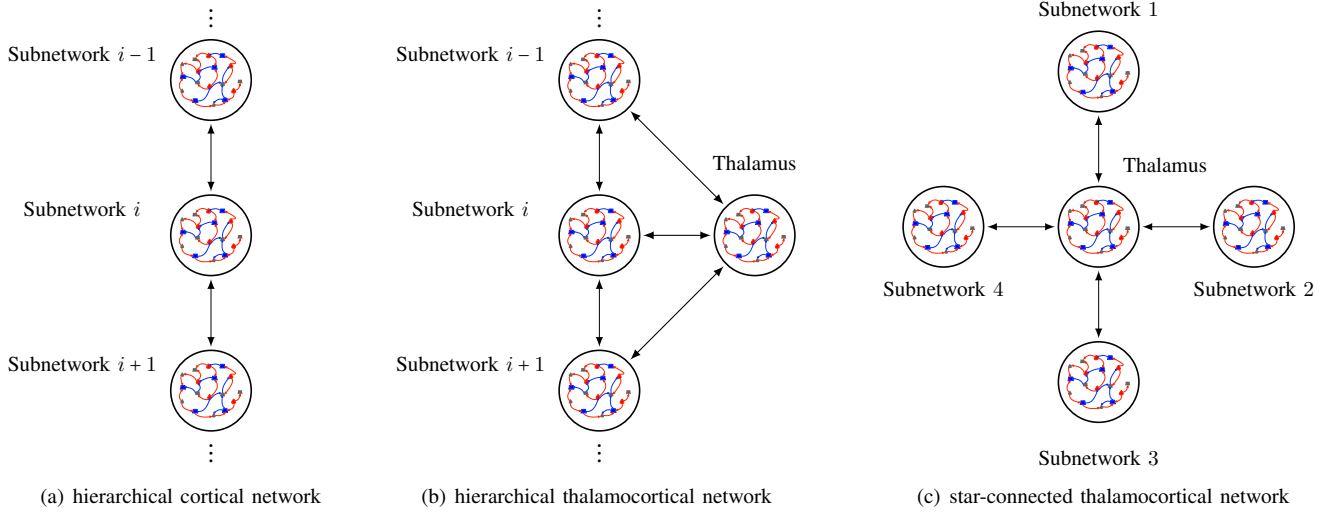 ⋮
Subnetwork i − 1
Subnetwork i
Subnetwork i + 1
⋮
(a) hierarchical cortical network
⋮
Subnetwork i − 1
Thalamus
Subnetwork i
Subnetwork i + 1
⋮
(b) hierarchical thalamocortical network
Subnetwork 1
Thalamus
Subnetwork 4
Subnetwork 2
Subnetwork 3
(c) star-connected thalamocortical network